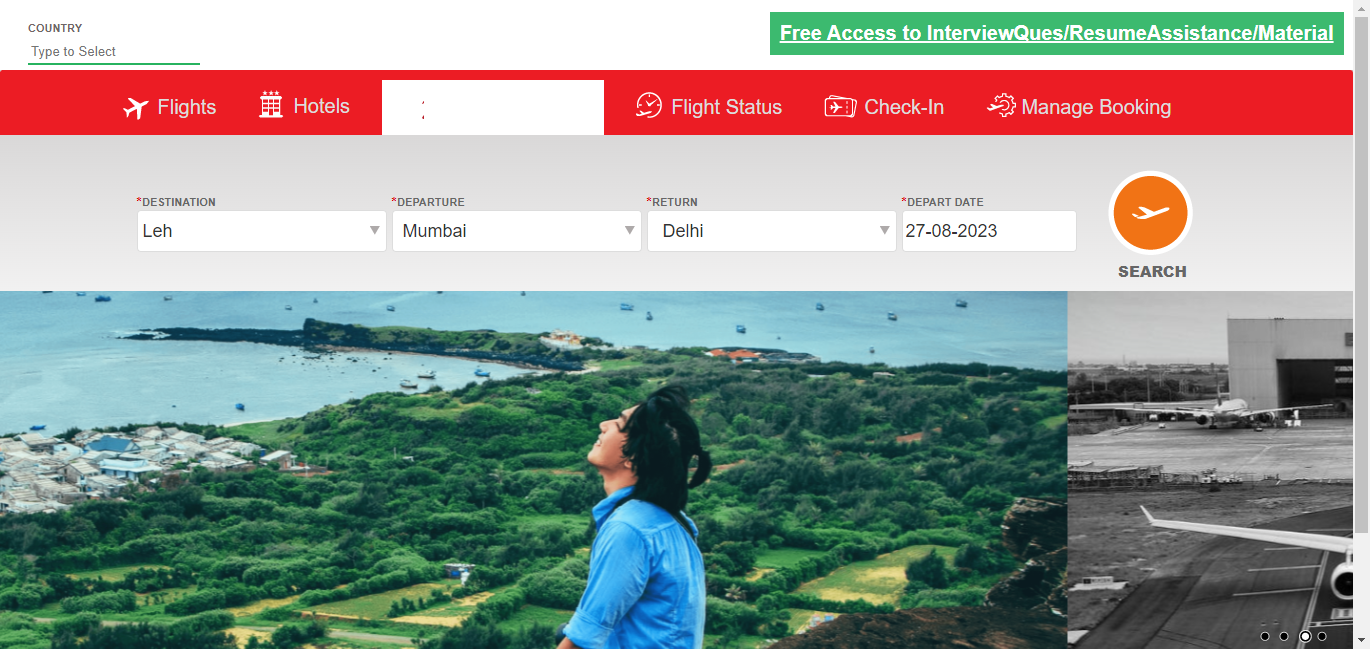 COUNTRY
Type to Select
Free Access to InterviewQues/ResumeAssistance/Material
Flights
Hotels
Flight Status
Check-In
Manage Booking
*DESTINATION
*DEPARTURE
*RETURN
*DEPART DATE
Leh
Mumbai
Delhi
27-08-2023
SEARCH